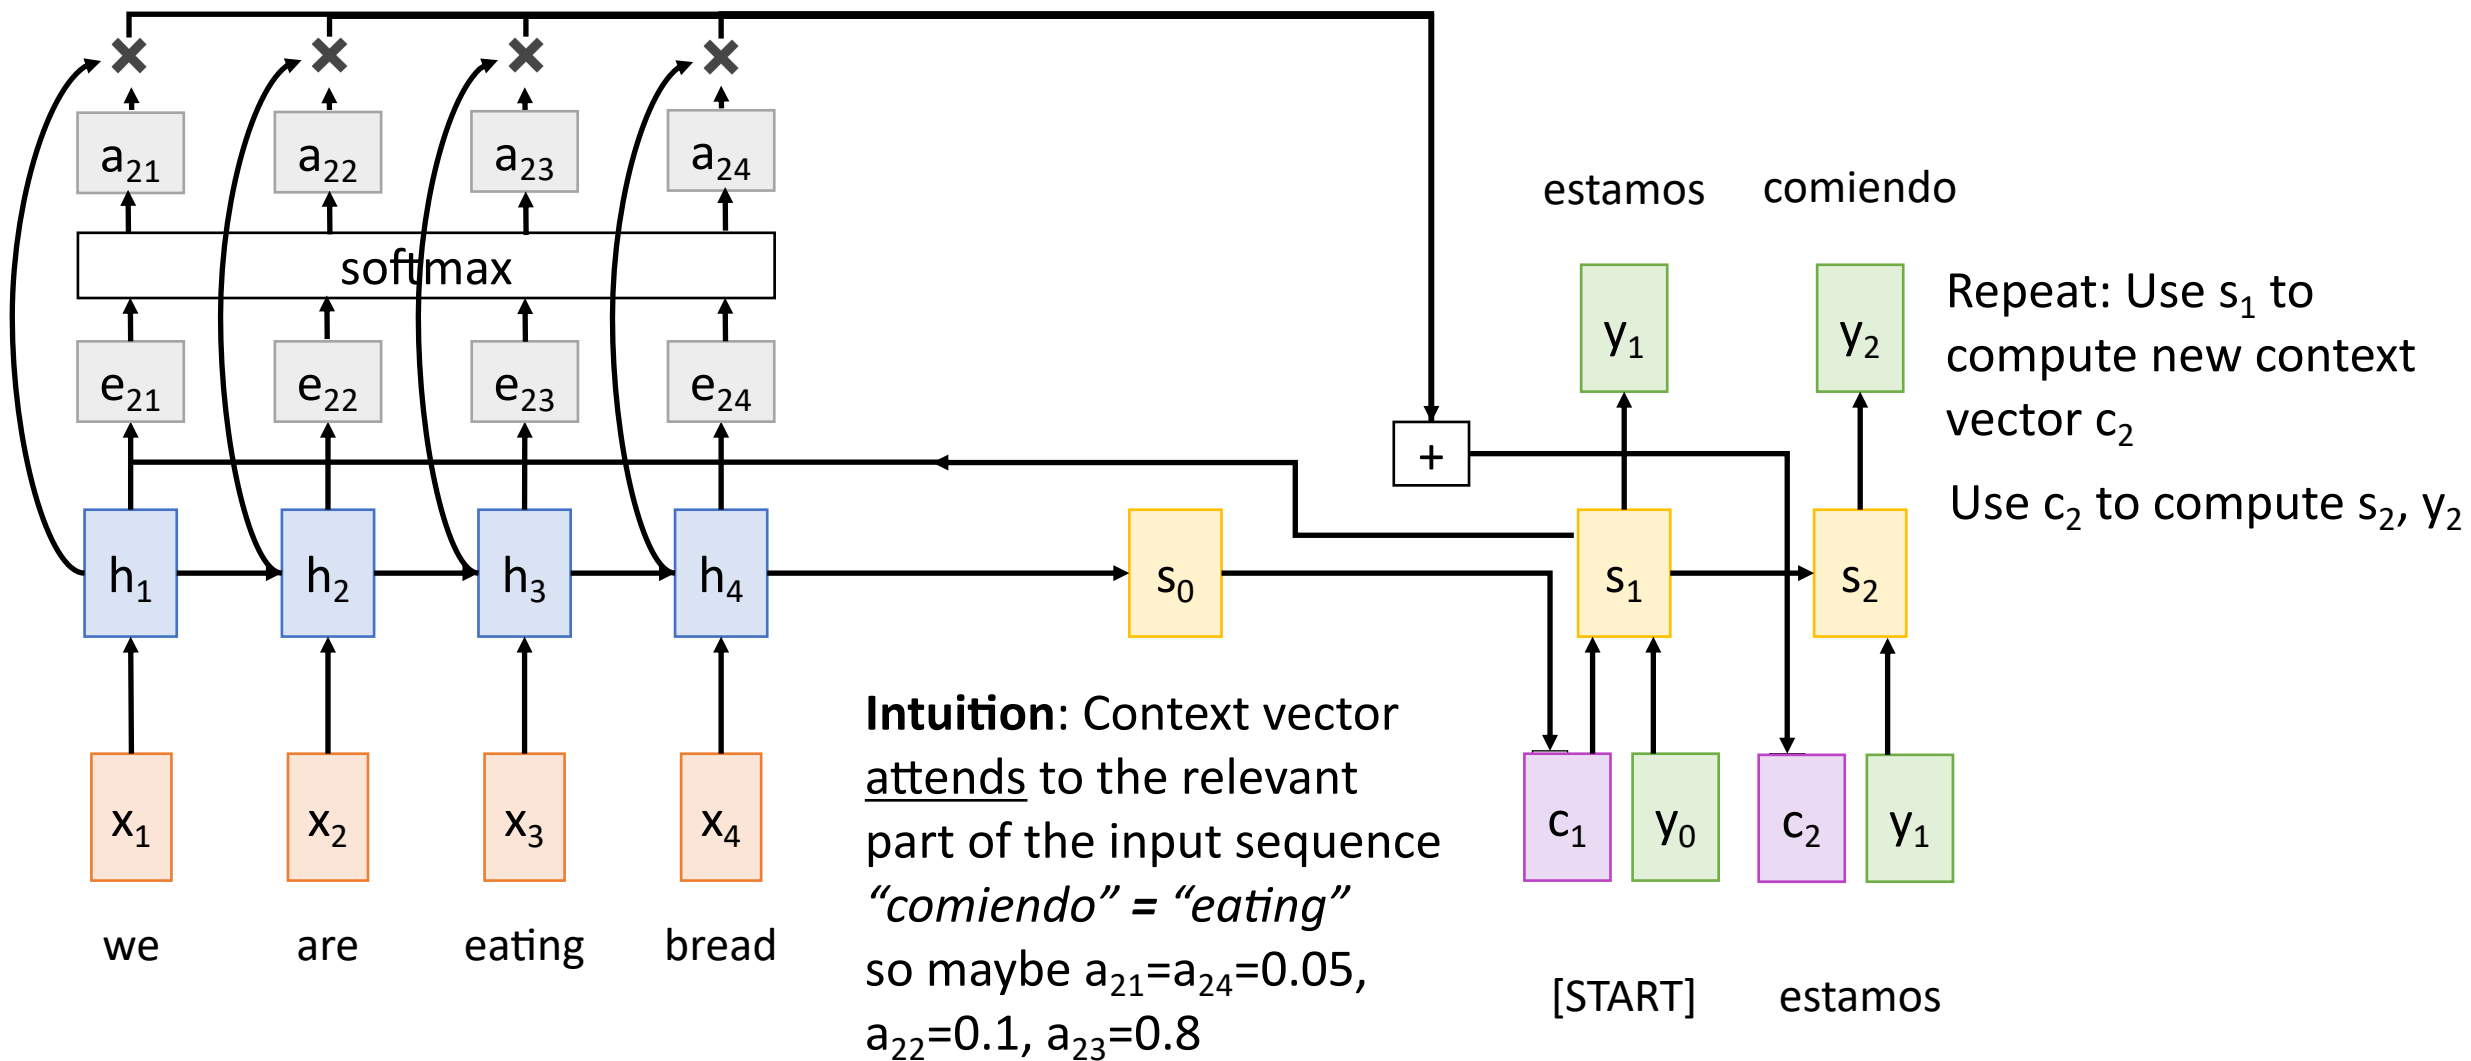 a₂₁ a₂₂ a₂₃ a₂₄
estamos comiendo
softmax
y₁ y₂
Repeat: Use s₁ to
compute new context
vector c₂
e₂₁ e₂₂ e₂₃ e₂₄
+
Use c₂ to compute s₂, y₂
h₁ h₂ h₃ h₄ s₀ s₁ s₂
x₁ x₂ x₃ x₄
Intuition: Context vector
attends to the relevant
part of the input sequence
“comiendo” = “eating”
so maybe a₂₁=a₂₄=0.05,
a₂₂=0.1, a₂₃=0.8
c₁ y₀ c₂ y₁
we are eating bread
[START] estamos